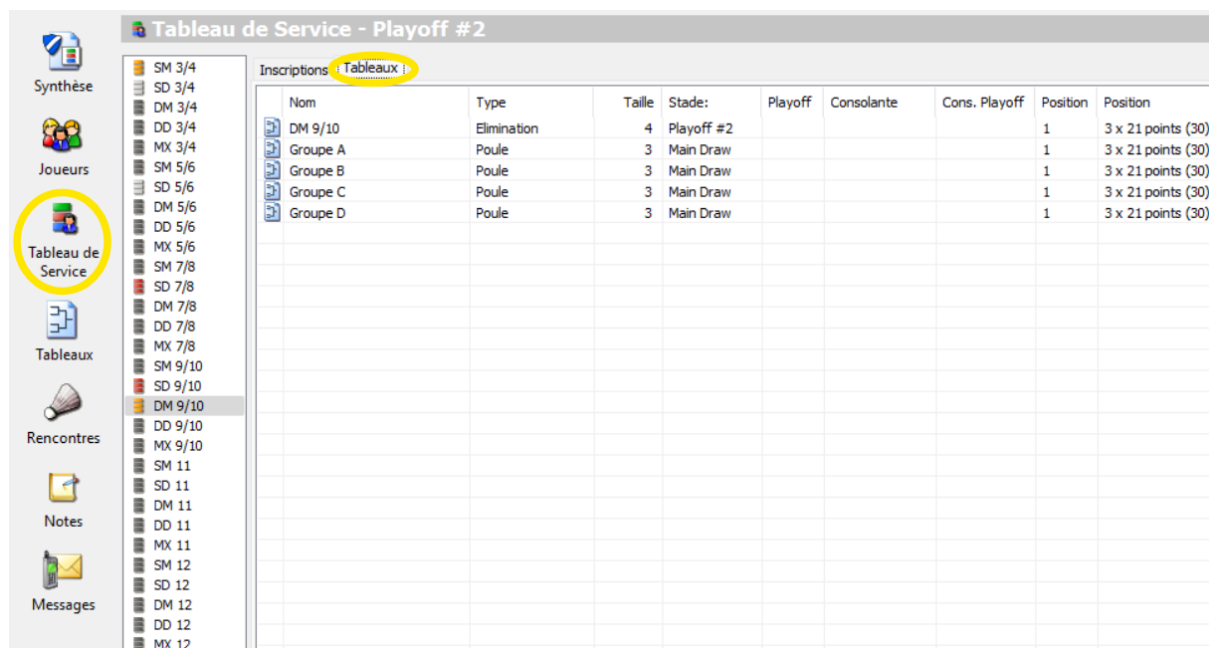 Tableau de Service - Playoff #2
Synthèse
Joueurs
Tableau de
Service
Tableaux
Rencontres
Notes
Messages
SM 3/4
SD 3/4
DM 3/4
DD 3/4
MX 3/4
SM 5/6
SD 5/6
DM 5/6
DD 5/6
MX 5/6
SM 7/8
SD 7/8
DM 7/8
DD 7/8
MX 7/8
SM 9/10
SD 9/10
DM 9/10
DD 9/10
MX 9/10
SM 11
SD 11
DM 11
DD 11
MX 11
SM 12
SD 12
DM 12
DD 12
MX 12
Inscriptions Tableaux
Nom Type Taille Stade: Playoff Consolante Cons. Playoff Position Position
DM 9/10 Elimination 4 Playoff #2 1 3 x 21 points (30)
Groupe A Poule 3 Main Draw 1 3 x 21 points (30)
Groupe B Poule 3 Main Draw 1 3 x 21 points (30)
Groupe C Poule 3 Main Draw 1 3 x 21 points (30)
Groupe D Poule 3 Main Draw 1 3 x 21 points (30)